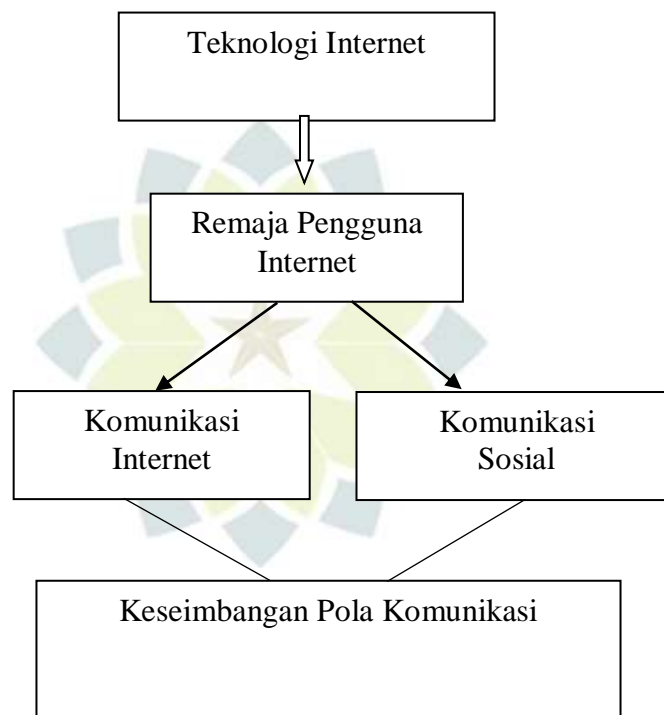 Teknologi Internet
Remaja Pengguna
Internet
Komunikasi
Internet
Komunikasi
Sosial
Keseimbangan Pola Komunikasi